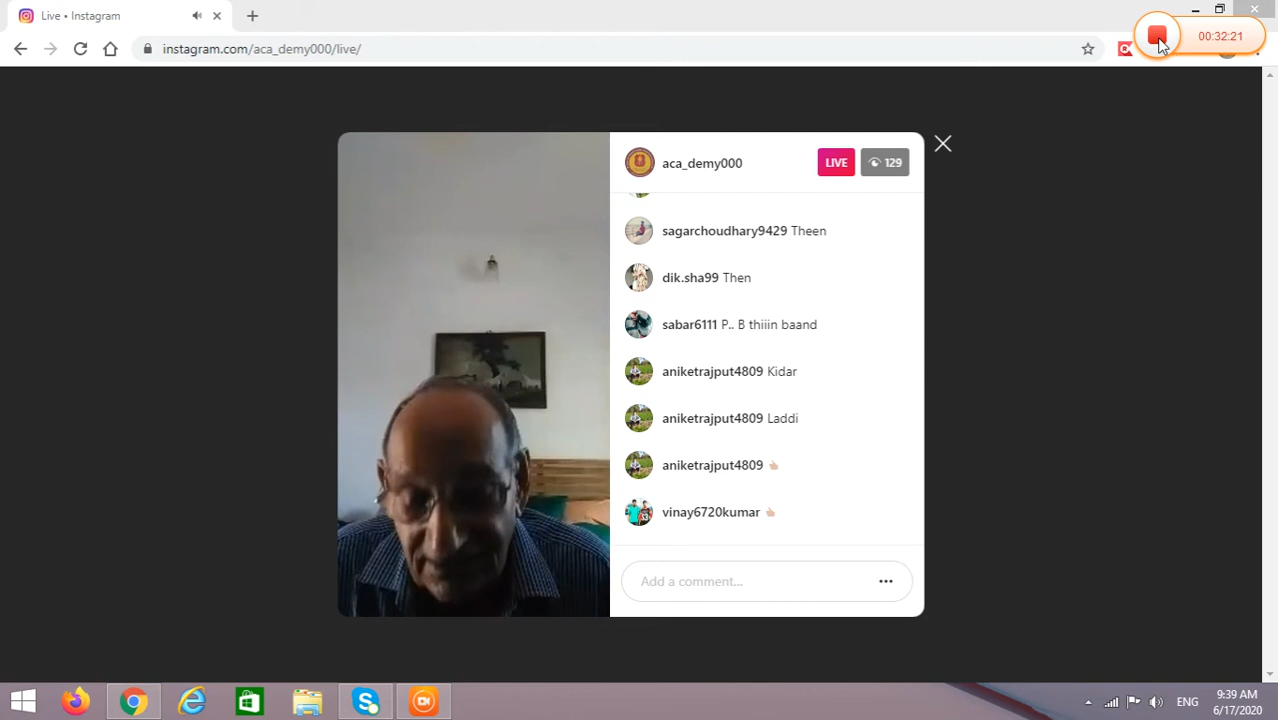 Live • Instagram
instagram.com/aca_demy000/live/
00:32:21
aca_demy000
LIVE
129
sagarchoudhary9429 Theen
dik.sha99 Then
sabar6111 P.. B thiiin baand
aniketrajput4809 Kidar
aniketrajput4809 Laddi
aniketrajput4809
vinay6720kumar
Add a comment...
ENG
9:39 AM
6/17/2020